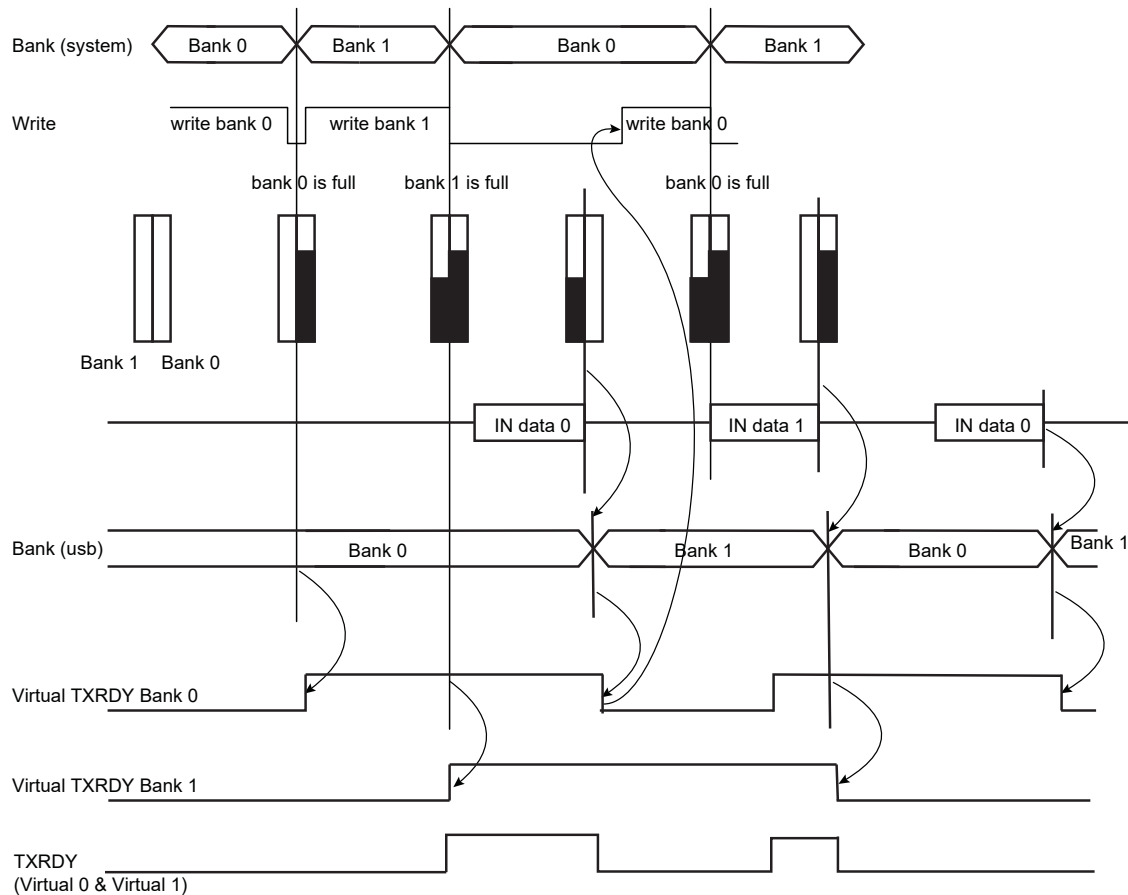 Bank (system)
Bank 0
Bank 1
Bank 0
Bank 1
Write
write bank 0
write bank 1
write bank 0
bank 0 is full
bank 1 is full
bank 0 is full
Bank 1
Bank 0
IN data 0
IN data 1
IN data 0
Bank (usb)
Bank 0
Bank 1
Bank 0
Bank 1
Virtual TXRDY Bank 0
Virtual TXRDY Bank 1
TXRDY
(Virtual 0 & Virtual 1)